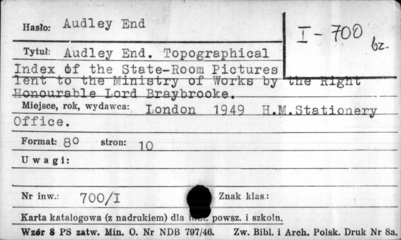 Hasło: Audley End
I-700
bz.
Tytuł: Audley End. Topographical
Index of the State-Room Pictures
lent to the Ministry of Works by the Right
Honourable Lord Braybrooke.
Miejsce, rok, wydawca: London 1949 H.M.Stationery
Office.
Format: 8º stron: 10
Uwagi:
Nr inw.: 700/I Znak klas.:
Karta katalogowa (z nadrukiem) dla powsz. i szkoln.
Wzór 8 PS zatw. Min. O. Nr NDB 797/46. Zw. Bibl. i Arch. Polsk. Druk Nr 8a.